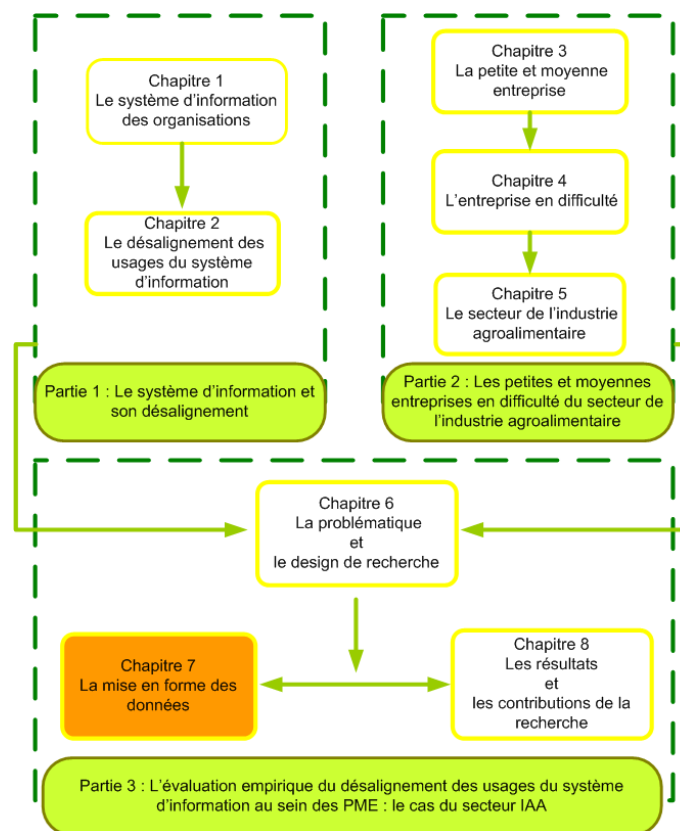 Chapitre 1
Le système d'information
des organisations
Chapitre 2
Le désalignement des
usages du système
d'information
Partie 1 : Le système d'information et
son désalignement
Chapitre 3
La petite et moyenne
entreprise
Chapitre 4
L'entreprise en difficulté
Chapitre 5
Le secteur de l'industrie
agroalimentaire
Partie 2 : Les petites et moyennes
entreprises en difficulté du secteur de
l'industrie agroalimentaire
Chapitre 6
La problématique
et
le design de recherche
Chapitre 7
La mise en forme des
données
Chapitre 8
Les résultats
et
les contributions de la
recherche
Partie 3 : L'évaluation empirique du désalignement des usages du système
d'information au sein des PME : le cas du secteur IAA